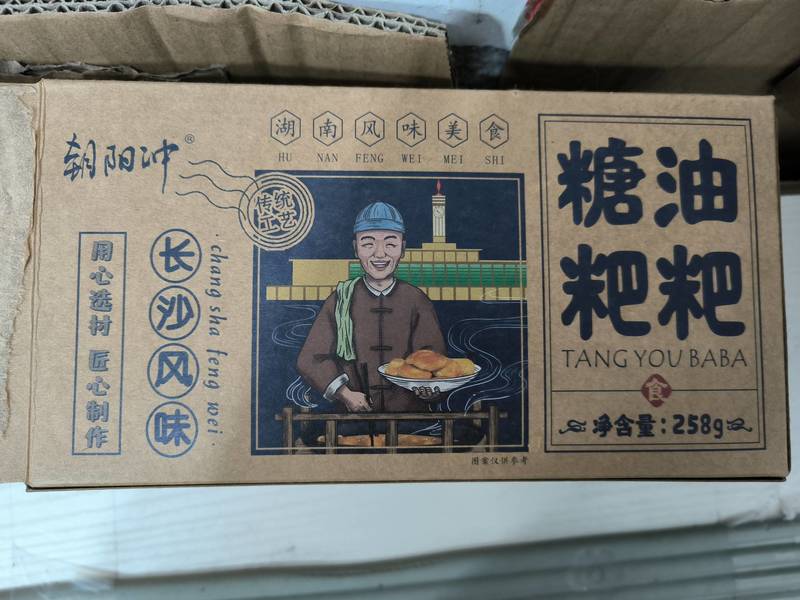 朝阳冲®
湖南风味美食
HU NAN FENG WEI MEI SHI
传统
工艺
用心选材 匠心制作
长沙风味
·chang sha feng wei·
糖油
粑粑
TANG YOU BABA
食
净含量:258g
图案仅供参考